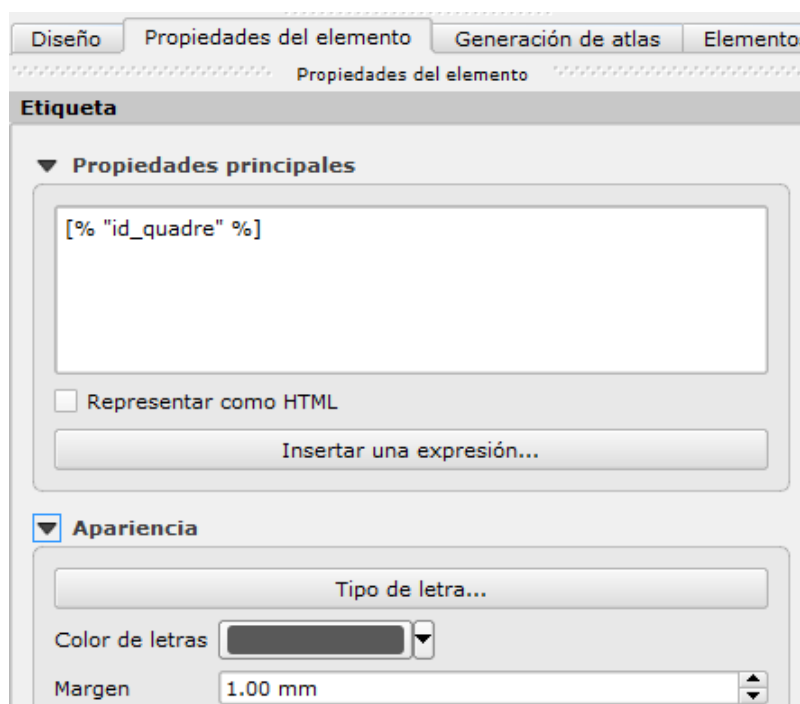 Diseño Propiedades del elemento Generación de atlas Elementos
Propiedades del elemento
Etiqueta
Propiedades principales
[% "id_quadre" %]
Representar como HTML
Insertar una expresión...
Apariencia
Tipo de letra...
Color de letras
Margen 1.00 mm